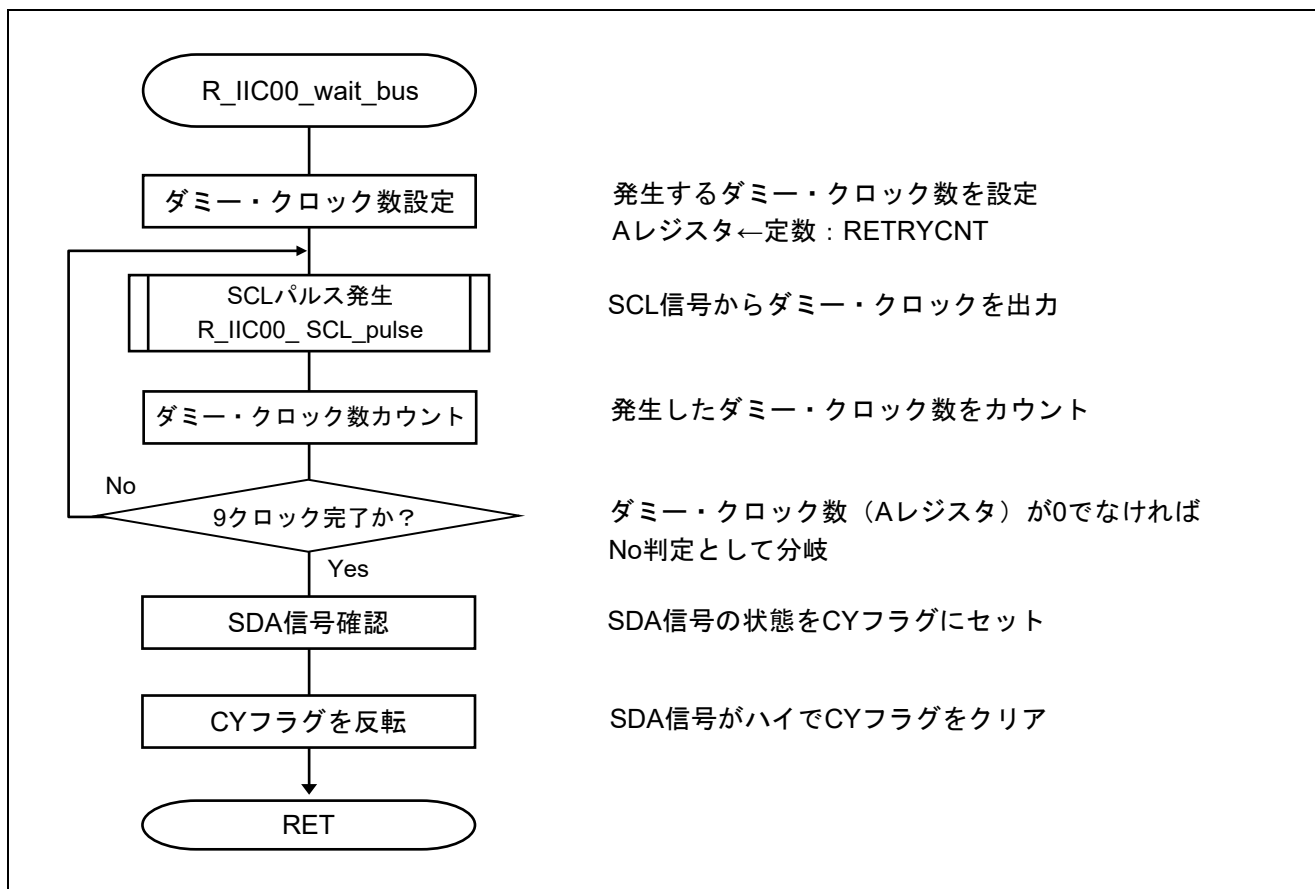 R_IIC00_wait_bus
ダミー・クロック数設定
発生するダミー・クロック数を設定
Aレジスタ←定数：RETRYCNT
SCLパルス発生
R_IIC00_ SCL_pulse
SCL信号からダミー・クロックを出力
ダミー・クロック数カウント
発生したダミー・クロック数をカウント
No
9クロック完了か？
ダミー・クロック数（Aレジスタ）が0でなければ
No判定として分岐
Yes
SDA信号確認
SDA信号の状態をCYフラグにセット
CYフラグを反転
SDA信号がハイでCYフラグをクリア
RET